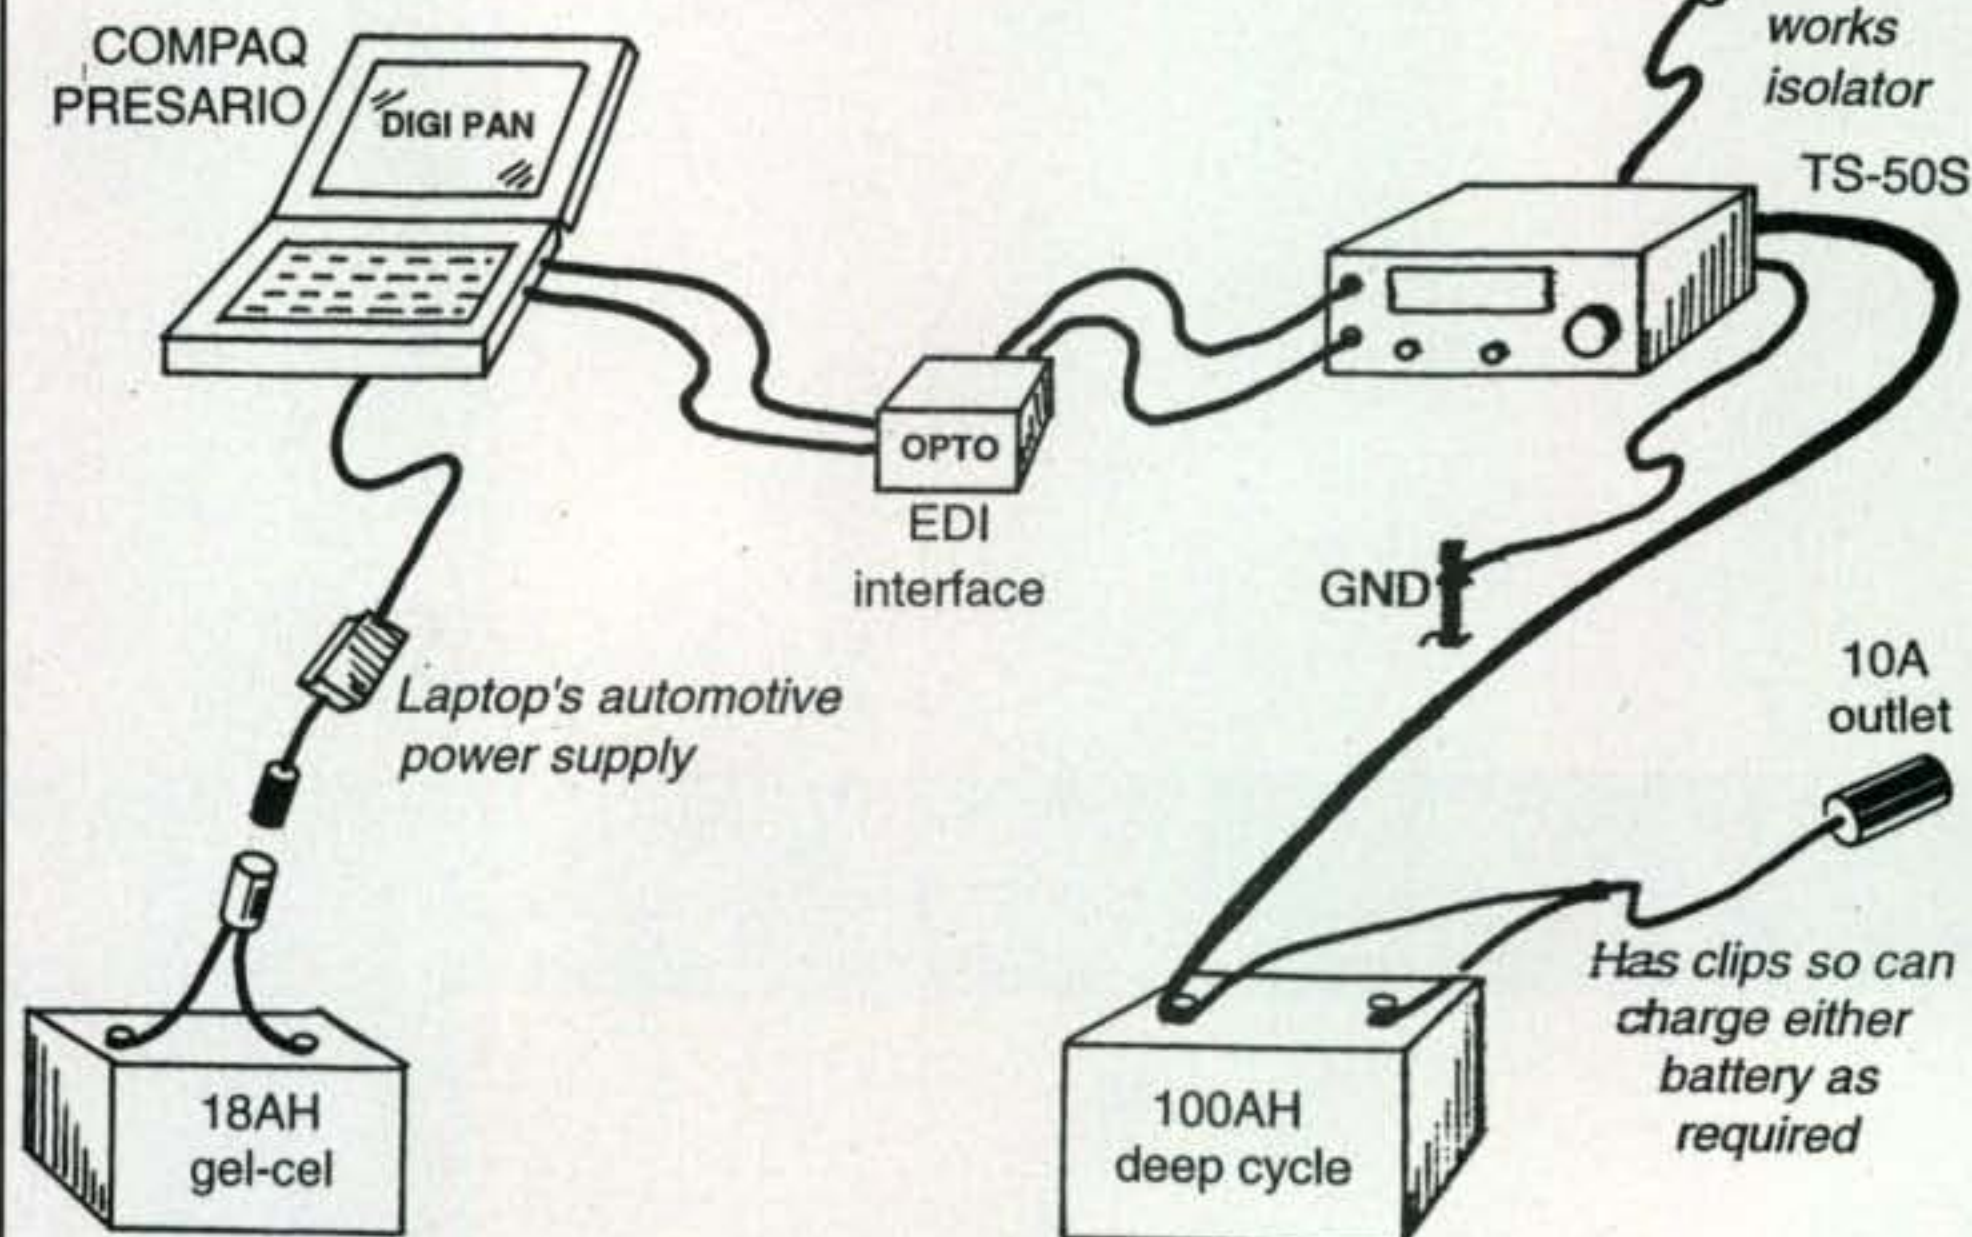 works
isolator
COMPAQ
PRESARIO
DIGI PAN
TS-50S
OPTO
EDI
interface
GND
10A
outlet
Laptop's automotive
power supply
Has clips so can
charge either
battery as
required
18AH
gel-cel
100AH
deep cycle